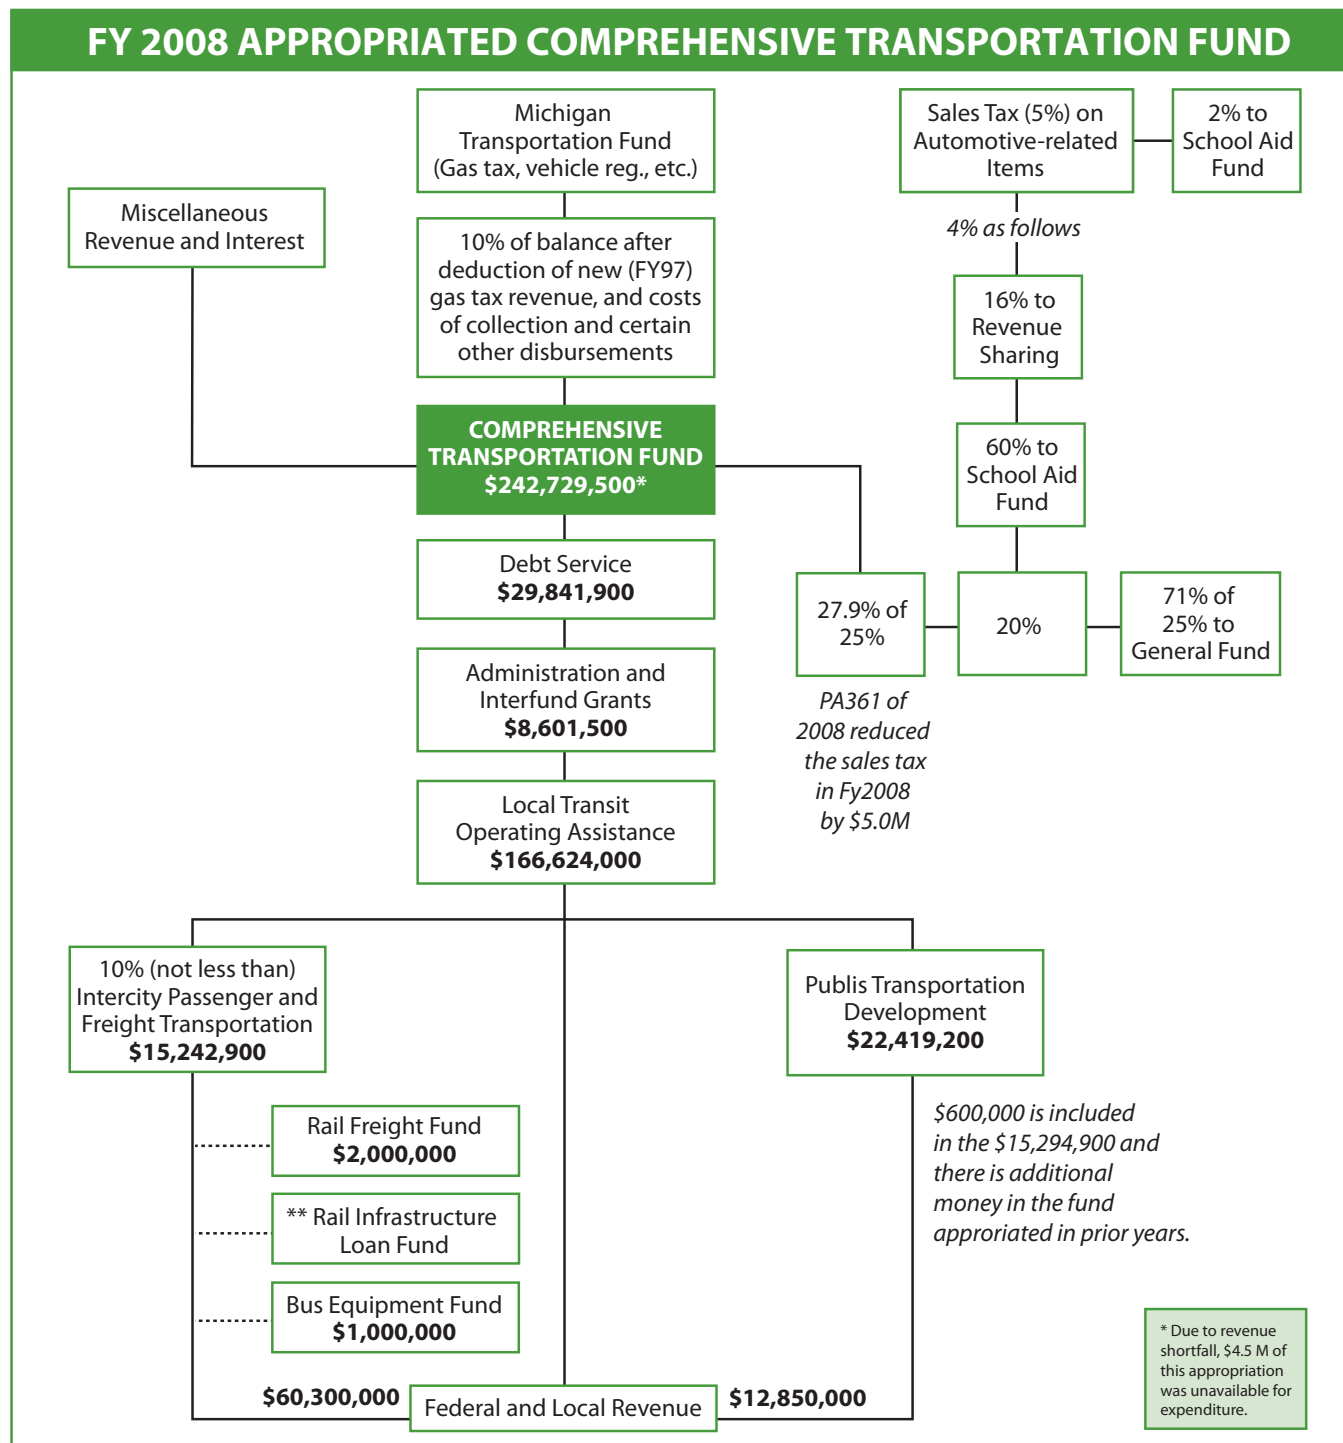 FY 2008 APPROPRIATED COMPREHENSIVE TRANSPORTATION FUND
Michigan
Transportation Fund
(Gas tax, vehicle reg., etc.)
Sales Tax (5%) on
Automotive-related
Items
2% to
School Aid
Fund
Miscellaneous
Revenue and Interest
10% of balance after
deduction of new (FY97)
gas tax revenue, and costs
of collection and certain
other disbursements
4% as follows
16% to
Revenue
Sharing
COMPREHENSIVE
TRANSPORTATION FUND
$242,729,500*
60% to
School Aid
Fund
Debt Service
$29,841,900
27.9% of
25%
20%
71% of
25% to
General Fund
Administration and
Interfund Grants
$8,601,500
PA361 of
2008 reduced
the sales tax
in Fy2008
by $5.0M
Local Transit
Operating Assistance
$166,624,000
10% (not less than)
Intercity Passenger and
Freight Transportation
$15,242,900
Publis Transportation
Development
$22,419,200
Rail Freight Fund
$2,000,000
** Rail Infrastructure
Loan Fund
Bus Equipment Fund
$1,000,000
$600,000 is included
in the $15,294,900 and
there is additional
money in the fund
approriated in prior years.
$60,300,000
Federal and Local Revenue
$12,850,000
* Due to revenue
shortfall, $4.5 M of
this appropriation
was unavailable for
expenditure.